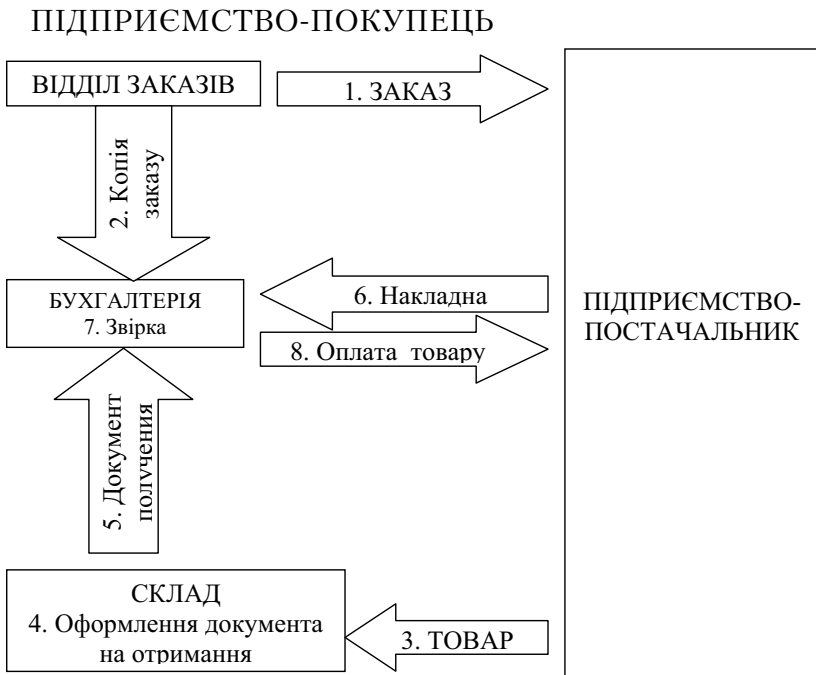 ПІДПРИЄМСТВО-ПОКУПЕЦЬ
ВІДДІЛ ЗАКАЗІВ
1. ЗАКАЗ
2. Копія
заказу
БУХГАЛТЕРІЯ
7. Звірка
6. Накладна
8. Оплата товару
ПІДПРИЄМСТВО-
ПОСТАЧАЛЬНИК
5. Документ
получения
СКЛАД
4. Оформлення документа
на отримання
3. ТОВАР